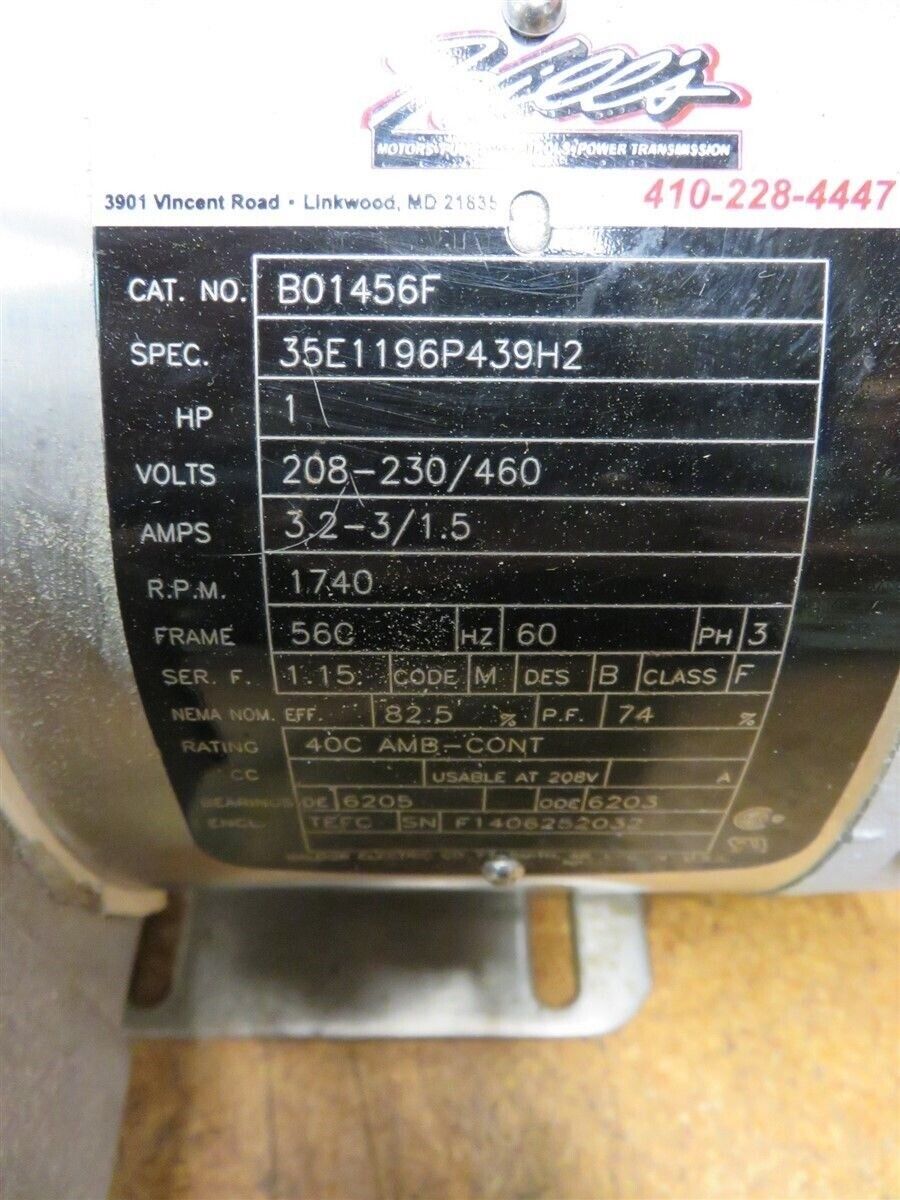 Hill's
MOTORS• •POWER TRANSMISSION
3901 Vincent Road • Linkwood, MD 21835
410-228-4447
CAT. NO. B01456F
SPEC. 35E1196P439H2
HP 1
VOLTS 208-230/460
AMPS 3.2-3/1.5
R.P.M. 1740
FRAME 56C HZ 60 PH 3
SER. F. 1.15 CODE M DES B CLASS F
NEMA NOM. EFF. 82.5 % P.F. 74 %
RATING 40C AMB-CONT
CC USABLE AT 208V A
BEARINGS DE 6205 ODE 6203
ENCL. TEFC SN F1406252032